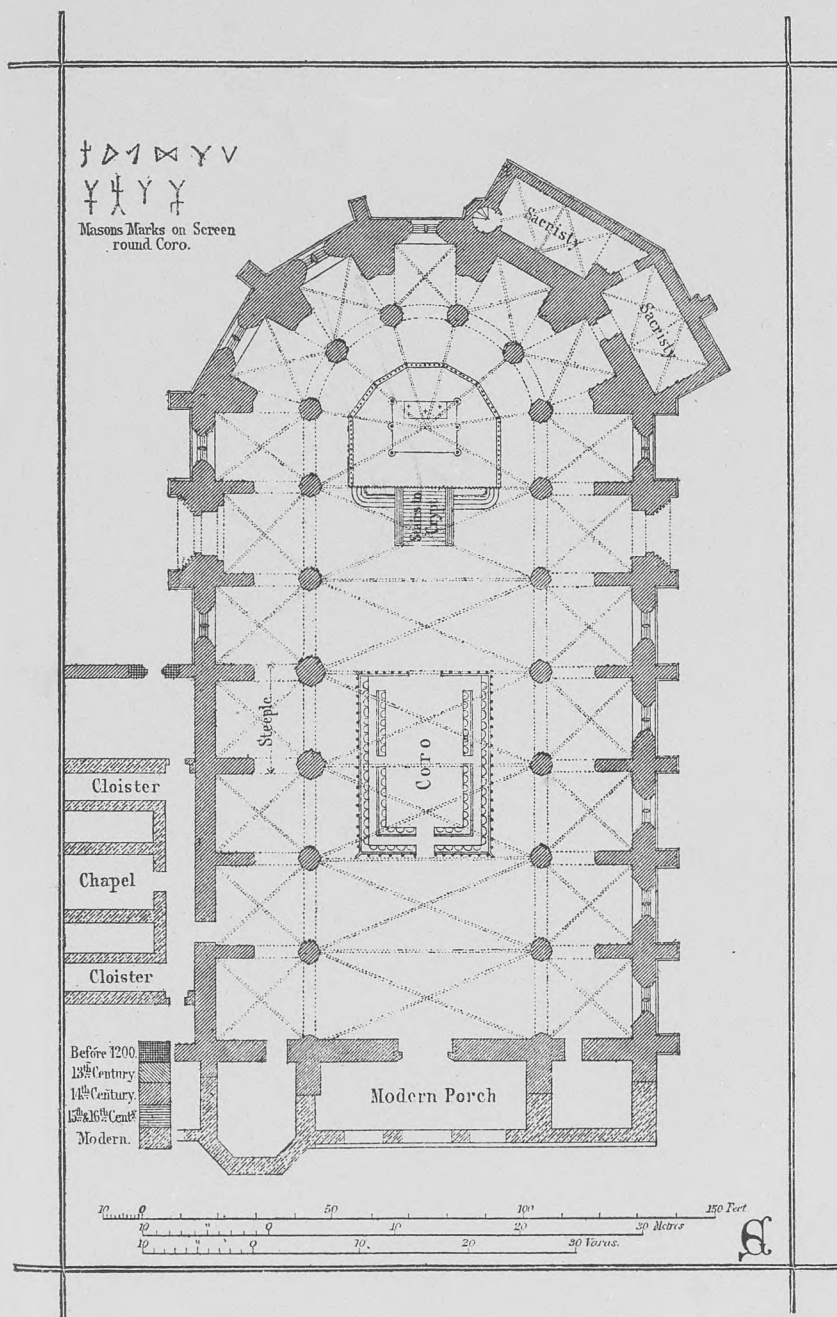 Masons Marks on Screen
round Coro.
Sacristy
Sacristy
Stairs to
Crypt
Steeple
Coro
Cloister
Chapel
Cloister
Before 1200.
13th Century
14th Century.
15th & 16th Centy
Modern.
Modern Porch
10 0 50 100 150 Feet
10 0 10 20 30 Metres
10 0 10 20 30 Varas.